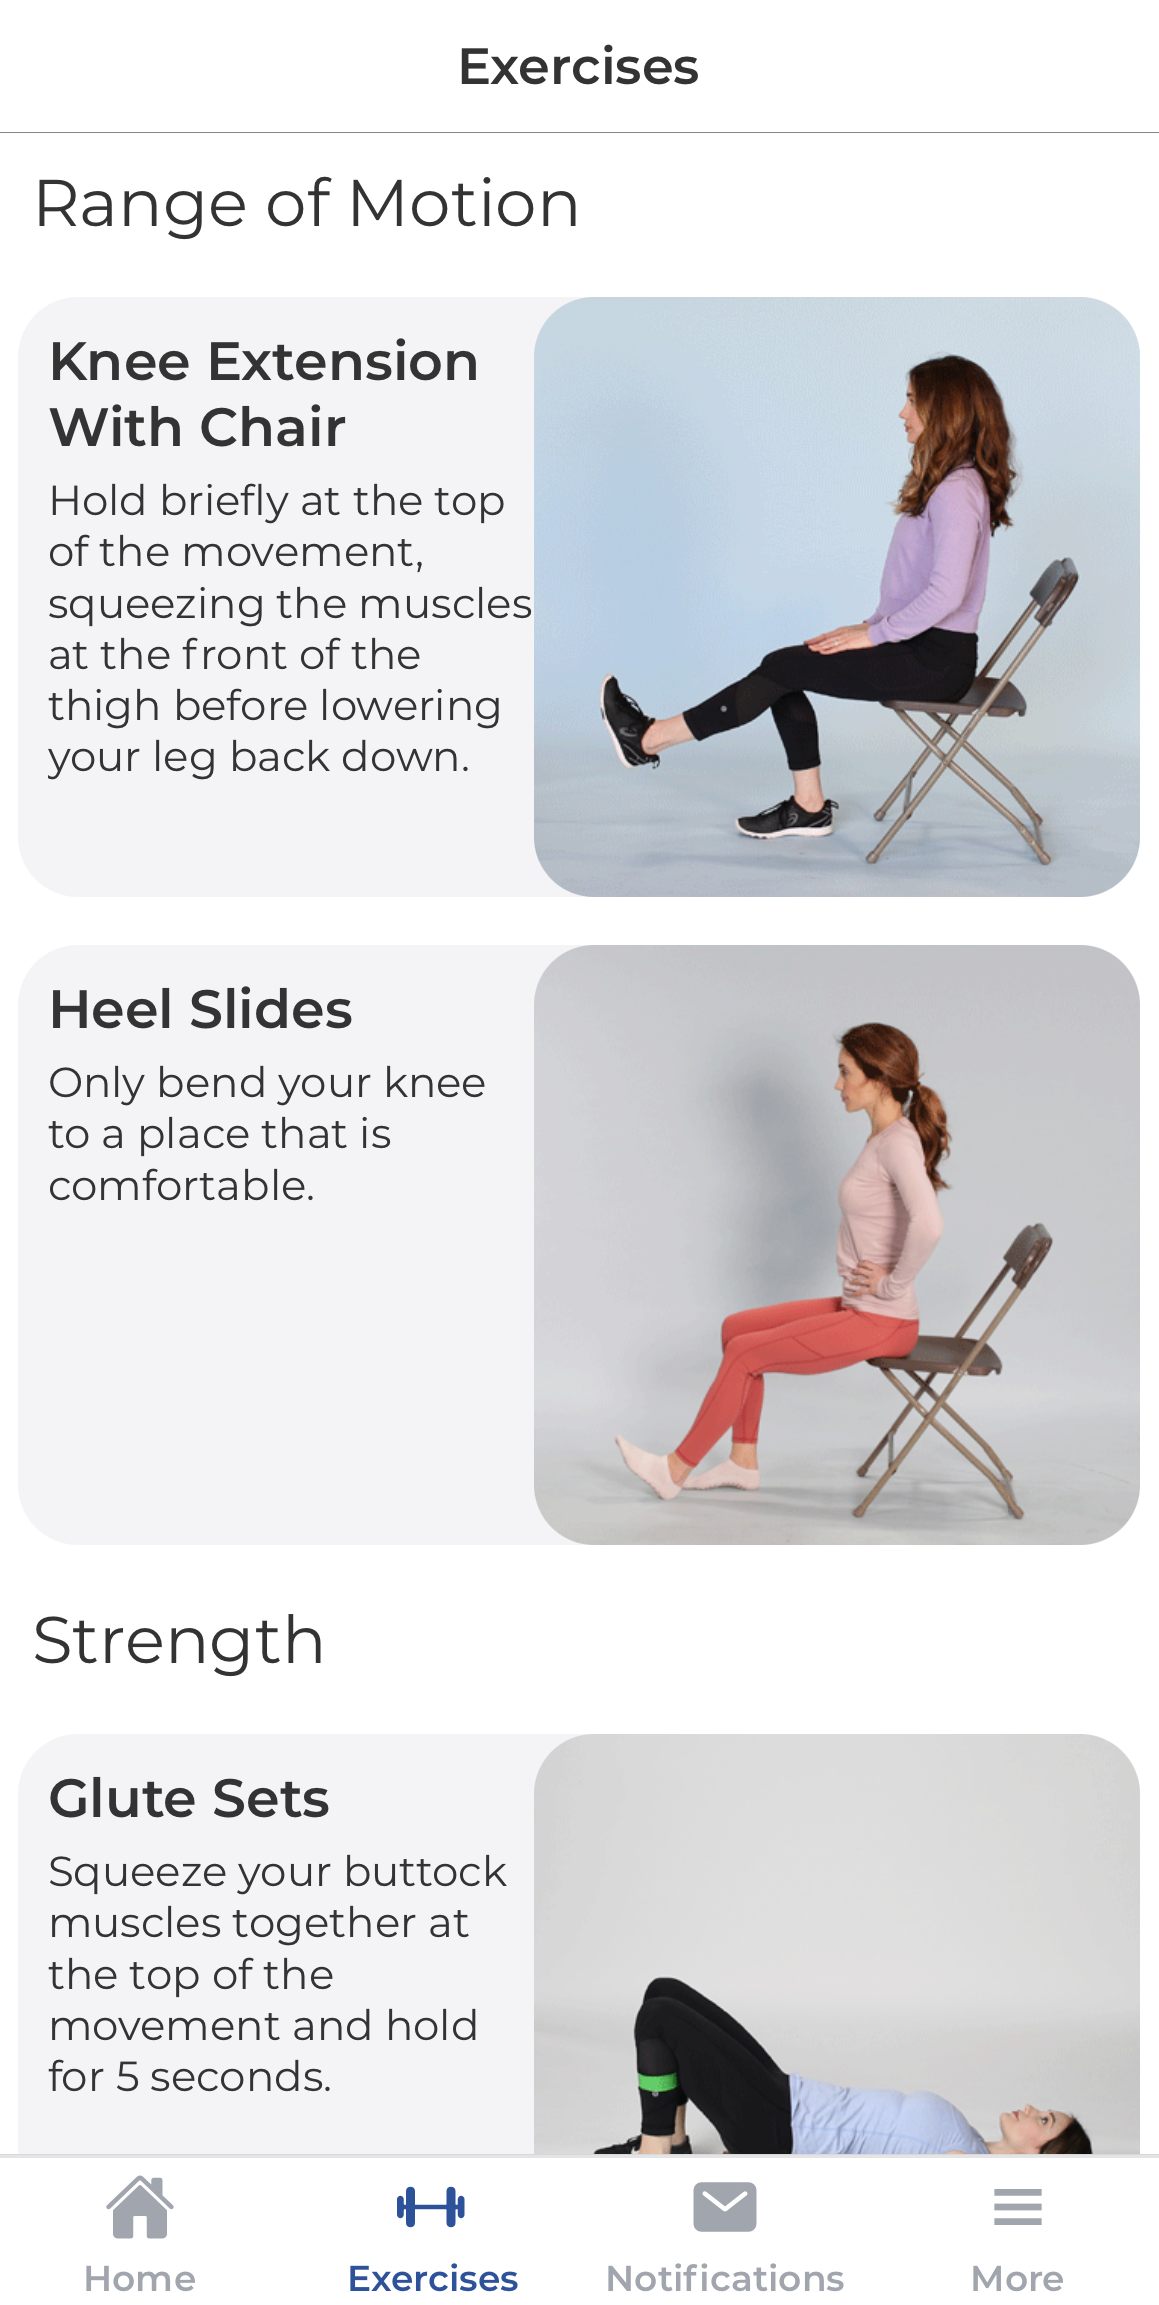 Exercises
Range of Motion
Knee Extension
With Chair
Hold briefly at the top
of the movement,
squeezing the muscles
at the front of the
thigh before lowering
your leg back down.
Heel Slides
Only bend your knee
to a place that is
comfortable.
Strength
Glute Sets
Squeeze your buttock
muscles together at
the top of the
movement and hold
for 5 seconds.
Home
Exercises
Notifications
More